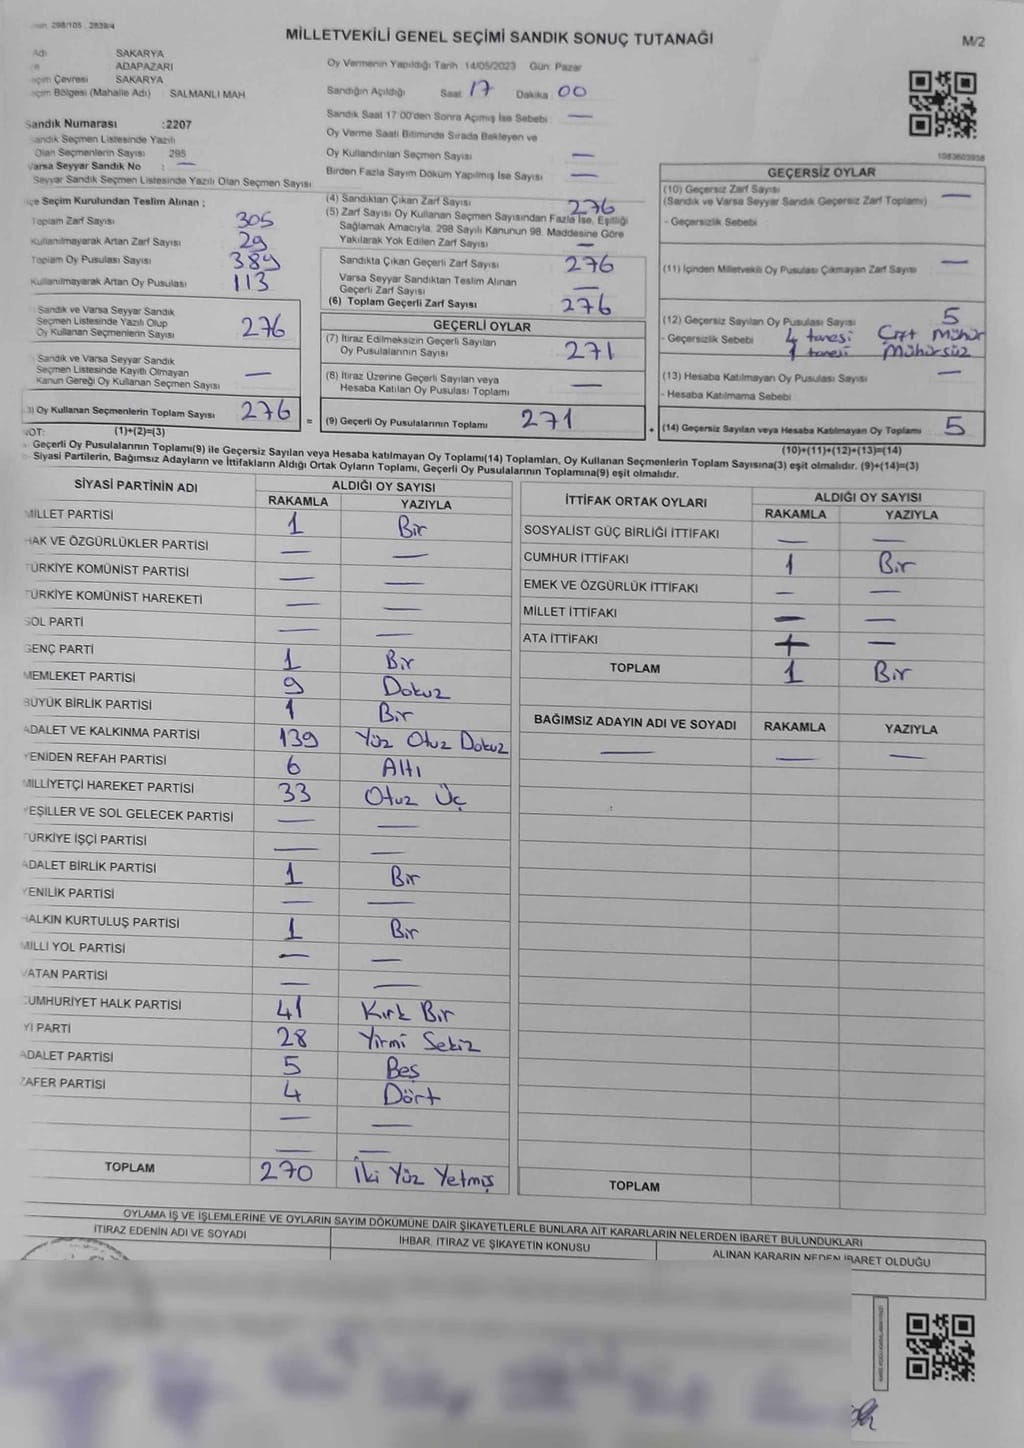 298/105 2839/4
MİLLETVEKİLİ GENEL SEÇİMİ SANDIK SONUÇ TUTANAĞI
M/2
Adı SAKARYA
ADAPAZARI
Çevresi SAKARYA
Bölgesi (Mahalle Adı) SALMANLI MAH
Oy Vermenin Yapıldığı Tarih 14/05/2023 Gün Pazar
Sandığın Açıldığı Saat 17 Dakika 00
Sandık Saat 17 00'den Sonra Açımış İse Sebebi —
Oy Verme Saati Bitiminde Sırada Bekleyen ve
Oy Kullandırılan Seçmen Sayısı —
Birden Fazla Sayım Döküm Yapılmış İse Sayısı —
Sandık Numarası :2207
Sandık Seçmen Listesinde Yazılı
Olan Seçmenlerin Sayısı 295
Varsa Seyyar Sandık No : —
Seyyar Sandık Seçmen Listesinde Yazılı Olan Seçmen Sayısı
1083603938
İlçe Seçim Kurulundan Teslim Alınan ;
Toplam Zarf Sayısı 305
Kullanılmayarak Artan Zarf Sayısı 29
Toplam Oy Pusulası Sayısı 389
Kullanılmayarak Artan Oy Pusulası 113
Sandık ve Varsa Seyyar Sandık
Seçmen Listesinde Yazılı Olup
Oy Kullanan Seçmenlerin Sayısı 276
Sandık ve Varsa Seyyar Sandık
Seçmen Listesinde Kayıtlı Olmayan
Kanun Gereği Oy Kullanan Seçmen Sayısı —
3) Oy Kullanan Seçmenlerin Toplam Sayısı 276 =
(1)+(2)=(3)
(4) Sandıktan Çıkan Zarf Sayısı 276
(5) Zarf Sayısı Oy Kullanan Seçmen Sayısından Fazla İse, Eşitliği
Sağlamak Amacıyla, 298 Sayılı Kanunun 98. Maddesine Göre
Yakılarak Yok Edilen Zarf Sayısı —
Sandıkta Çıkan Geçerli Zarf Sayısı 276
Varsa Seyyar Sandıktan Teslim Alınan
Geçerli Zarf Sayısı —
(6) Toplam Geçerli Zarf Sayısı 276
GEÇERLİ OYLAR
(7) İtiraz Edilmeksizin Geçerli Sayılan
Oy Pusulalarının Sayısı 271
(8) İtiraz Üzerine Geçerli Sayılan veya
Hesaba Katılan Oy Pusulası Toplamı —
(9) Geçerli Oy Pusulalarının Toplamı 271 +
GEÇERSİZ OYLAR
(10) Geçersiz Zarf Sayısı
(Sandık ve Varsa Seyyar Sandık Geçersiz Zarf Toplamı) —
- Geçersizlik Sebebi
(11) İçinden Milletvekili Oy Pusulası Çıkmayan Zarf Sayısı —
(12) Geçersiz Sayılan Oy Pusulası Sayısı 5
- Geçersizlik Sebebi 4 tanesi Çift Mühür
1 tanesi Mühürsüz
(13) Hesaba Katılmayan Oy Pusulası Sayısı —
- Hesaba Katılmama Sebebi
(14) Geçersiz Sayılan veya Hesaba Katılmayan Oy Toplamı 5
(10)+(11)+(12)+(13)=(14)
NOT:
Geçerli Oy Pusulalarının Toplamı(9) ile Geçersiz Sayılan veya Hesaba katılmayan Oy Toplamı(14) Toplamları, Oy Kullanan Seçmenlerin Toplam Sayısına(3) eşit olmalıdır. (9)+(14)=(3)
Siyasi Partilerin, Bağımsız Adayların ve İttifakların Aldığı Ortak Oyların Toplamı, Geçerli Oy Pusulalarının Toplamına(9) eşit olmalıdır.
SİYASİ PARTİNİN ADI ALDIĞI OY SAYISI
RAKAMLA YAZIYLA
MİLLET PARTİSİ 1 Bir
HAK VE ÖZGÜRLÜKLER PARTİSİ — —
TÜRKİYE KOMÜNİST PARTİSİ — —
TÜRKİYE KOMÜNİST HAREKETİ — —
SOL PARTİ — —
GENÇ PARTİ 1 Bir
MEMLEKET PARTİSİ 9 Dokuz
BÜYÜK BİRLİK PARTİSİ 1 Bir
ADALET VE KALKINMA PARTİSİ 139 Yüz Otuz Dokuz
YENİDEN REFAH PARTİSİ 6 Altı
MİLLİYETÇİ HAREKET PARTİSİ 33 Otuz Üç
YEŞİLLER VE SOL GELECEK PARTİSİ — —
TÜRKİYE İŞÇİ PARTİSİ — —
ADALET BİRLİK PARTİSİ 1 Bir
YENİLİK PARTİSİ — —
HALKIN KURTULUŞ PARTİSİ 1 Bir
MİLLİ YOL PARTİSİ — —
VATAN PARTİSİ — —
CUMHURİYET HALK PARTİSİ 41 Kırk Bir
İYİ PARTİ 28 Yirmi Sekiz
ADALET PARTİSİ 5 Beş
ZAFER PARTİSİ 4 Dört
— —
— —
TOPLAM 270 İki Yüz Yetmiş
İTTİFAK ORTAK OYLARI ALDIĞI OY SAYISI
RAKAMLA YAZIYLA
SOSYALİST GÜÇ BİRLİĞİ İTTİFAKI — —
CUMHUR İTTİFAKI 1 Bir
EMEK VE ÖZGÜRLÜK İTTİFAKI — —
MİLLET İTTİFAKI — —
ATA İTTİFAKI — —
TOPLAM 1 Bir
BAĞIMSIZ ADAYIN ADI VE SOYADI RAKAMLA YAZIYLA
— — —
TOPLAM
OYLAMA İŞ VE İŞLEMLERİNE VE OYLARIN SAYIM DÖKÜMÜNE DAİR ŞİKAYETLERLE BUNLARA AİT KARARLARIN NELERDEN İBARET BULUNDUKLARI
İTİRAZ EDENİN ADI VE SOYADI İHBAR, İTİRAZ VE ŞİKAYETİN KONUSU ALINAN KARARIN NEDEN İBARET OLDUĞU